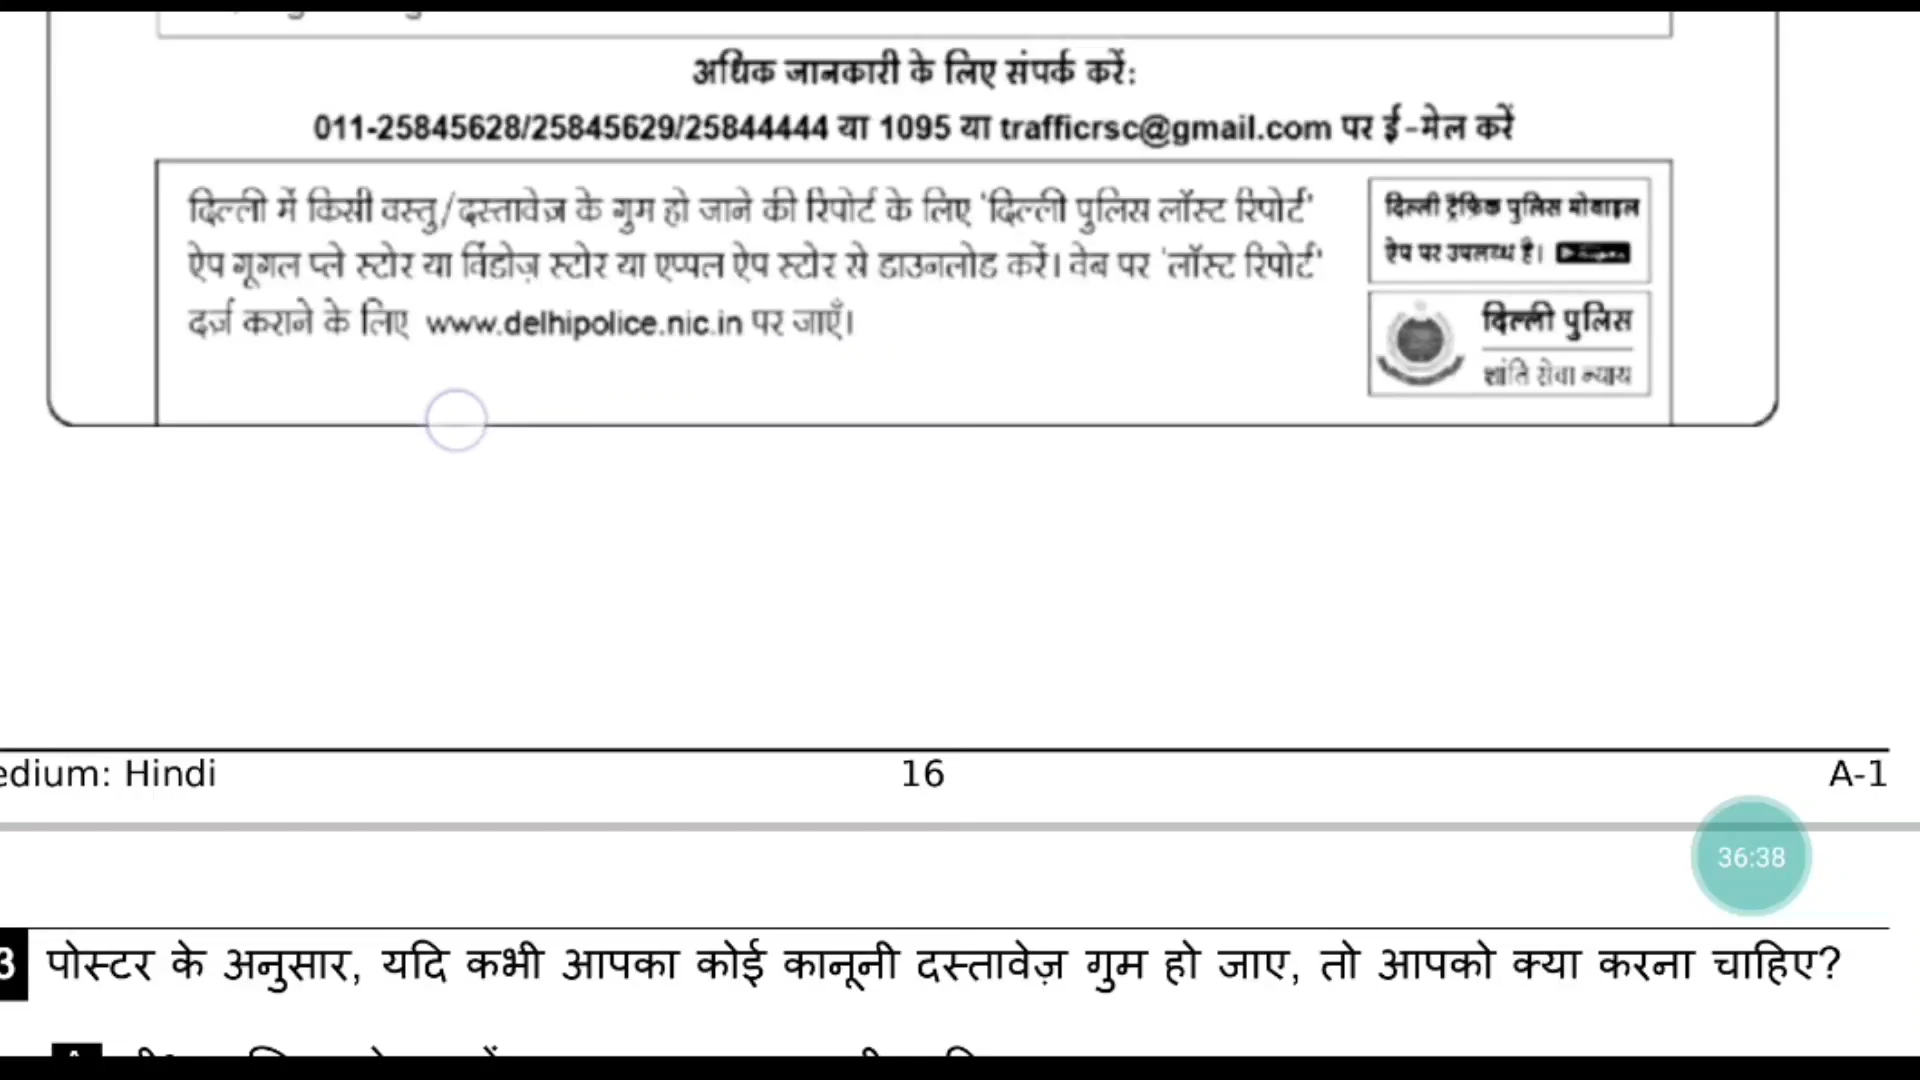 अधिक जानकारी के लिए संपर्क करें:
011-25845628/25845629/25844444 या 1095 या trafficrsc@gmail.com पर ई-मेल करें
दिल्ली में किसी वस्तु/दस्तावेज़ के गुम हो जाने की रिपोर्ट के लिए 'दिल्ली पुलिस लॉस्ट रिपोर्ट'
ऐप गूगल प्ले स्टोर या विंडोज़ स्टोर या एप्पल ऐप स्टोर से डाउनलोड करें। वेब पर 'लॉस्ट रिपोर्ट'
दर्ज कराने के लिए www.delhipolice.nic.in पर जाएँ।
दिल्ली ट्रैफिक पुलिस मोबाइल
ऐप पर उपलब्ध है।
दिल्ली पुलिस
शांति सेवा न्याय
edium: Hindi
16
A-1
36:38
3 पोस्टर के अनुसार, यदि कभी आपका कोई कानूनी दस्तावेज़ गुम हो जाए, तो आपको क्या करना चाहिए?